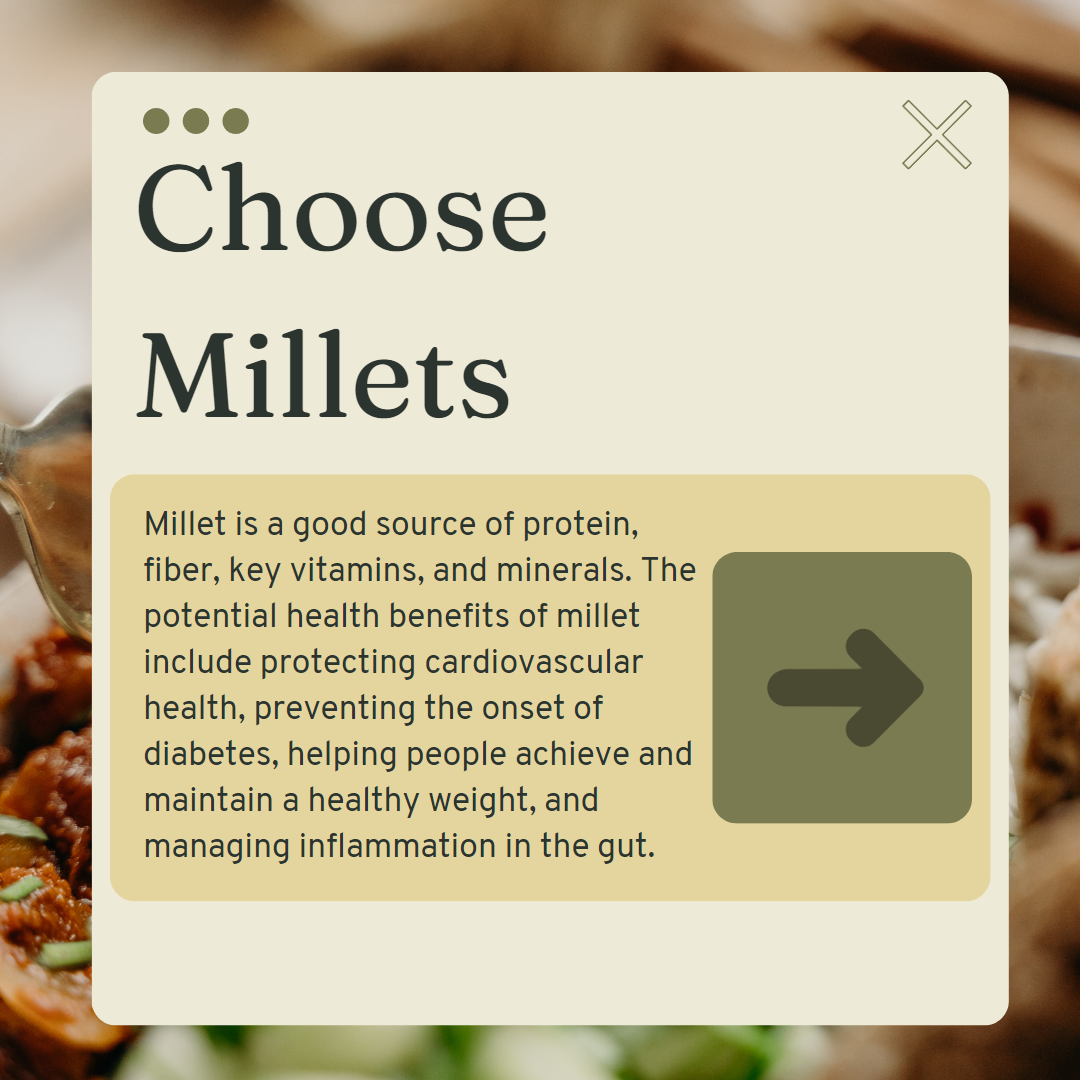 Choose
Millets
Millet is a good source of protein,
fiber, key vitamins, and minerals. The
potential health benefits of millet
include protecting cardiovascular
health, preventing the onset of
diabetes, helping people achieve and
maintain a healthy weight, and
managing inflammation in the gut.